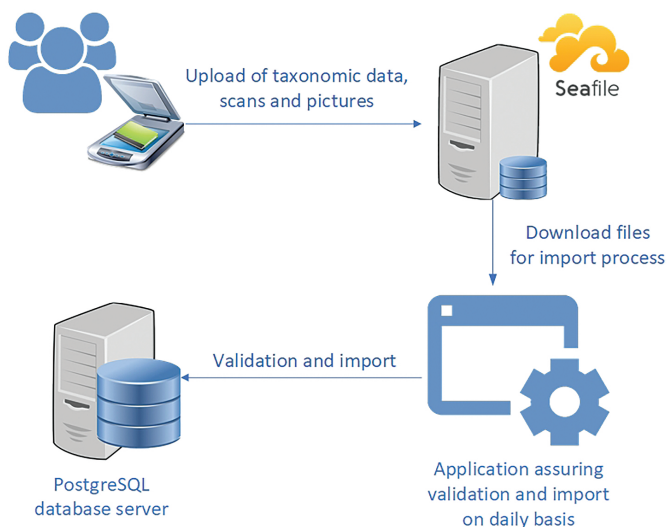 Upload of taxonomic data,
scans and pictures
Seafile
Download files
for import process
Validation and import
PostgreSQL
database server
Application assuring
validation and import
on daily basis